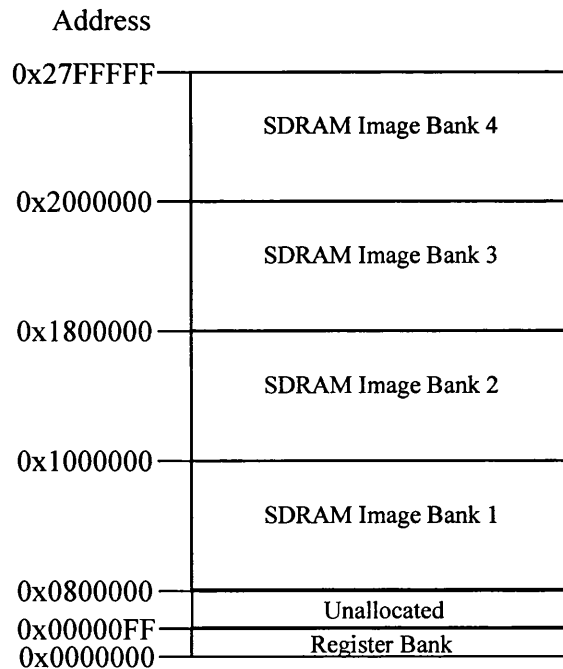 Address
0x27FFFFF
SDRAM Image Bank 4
0x2000000
SDRAM Image Bank 3
0x1800000
SDRAM Image Bank 2
0x1000000
SDRAM Image Bank 1
0x0800000
Unallocated
0x00000FF
Register Bank
0x0000000